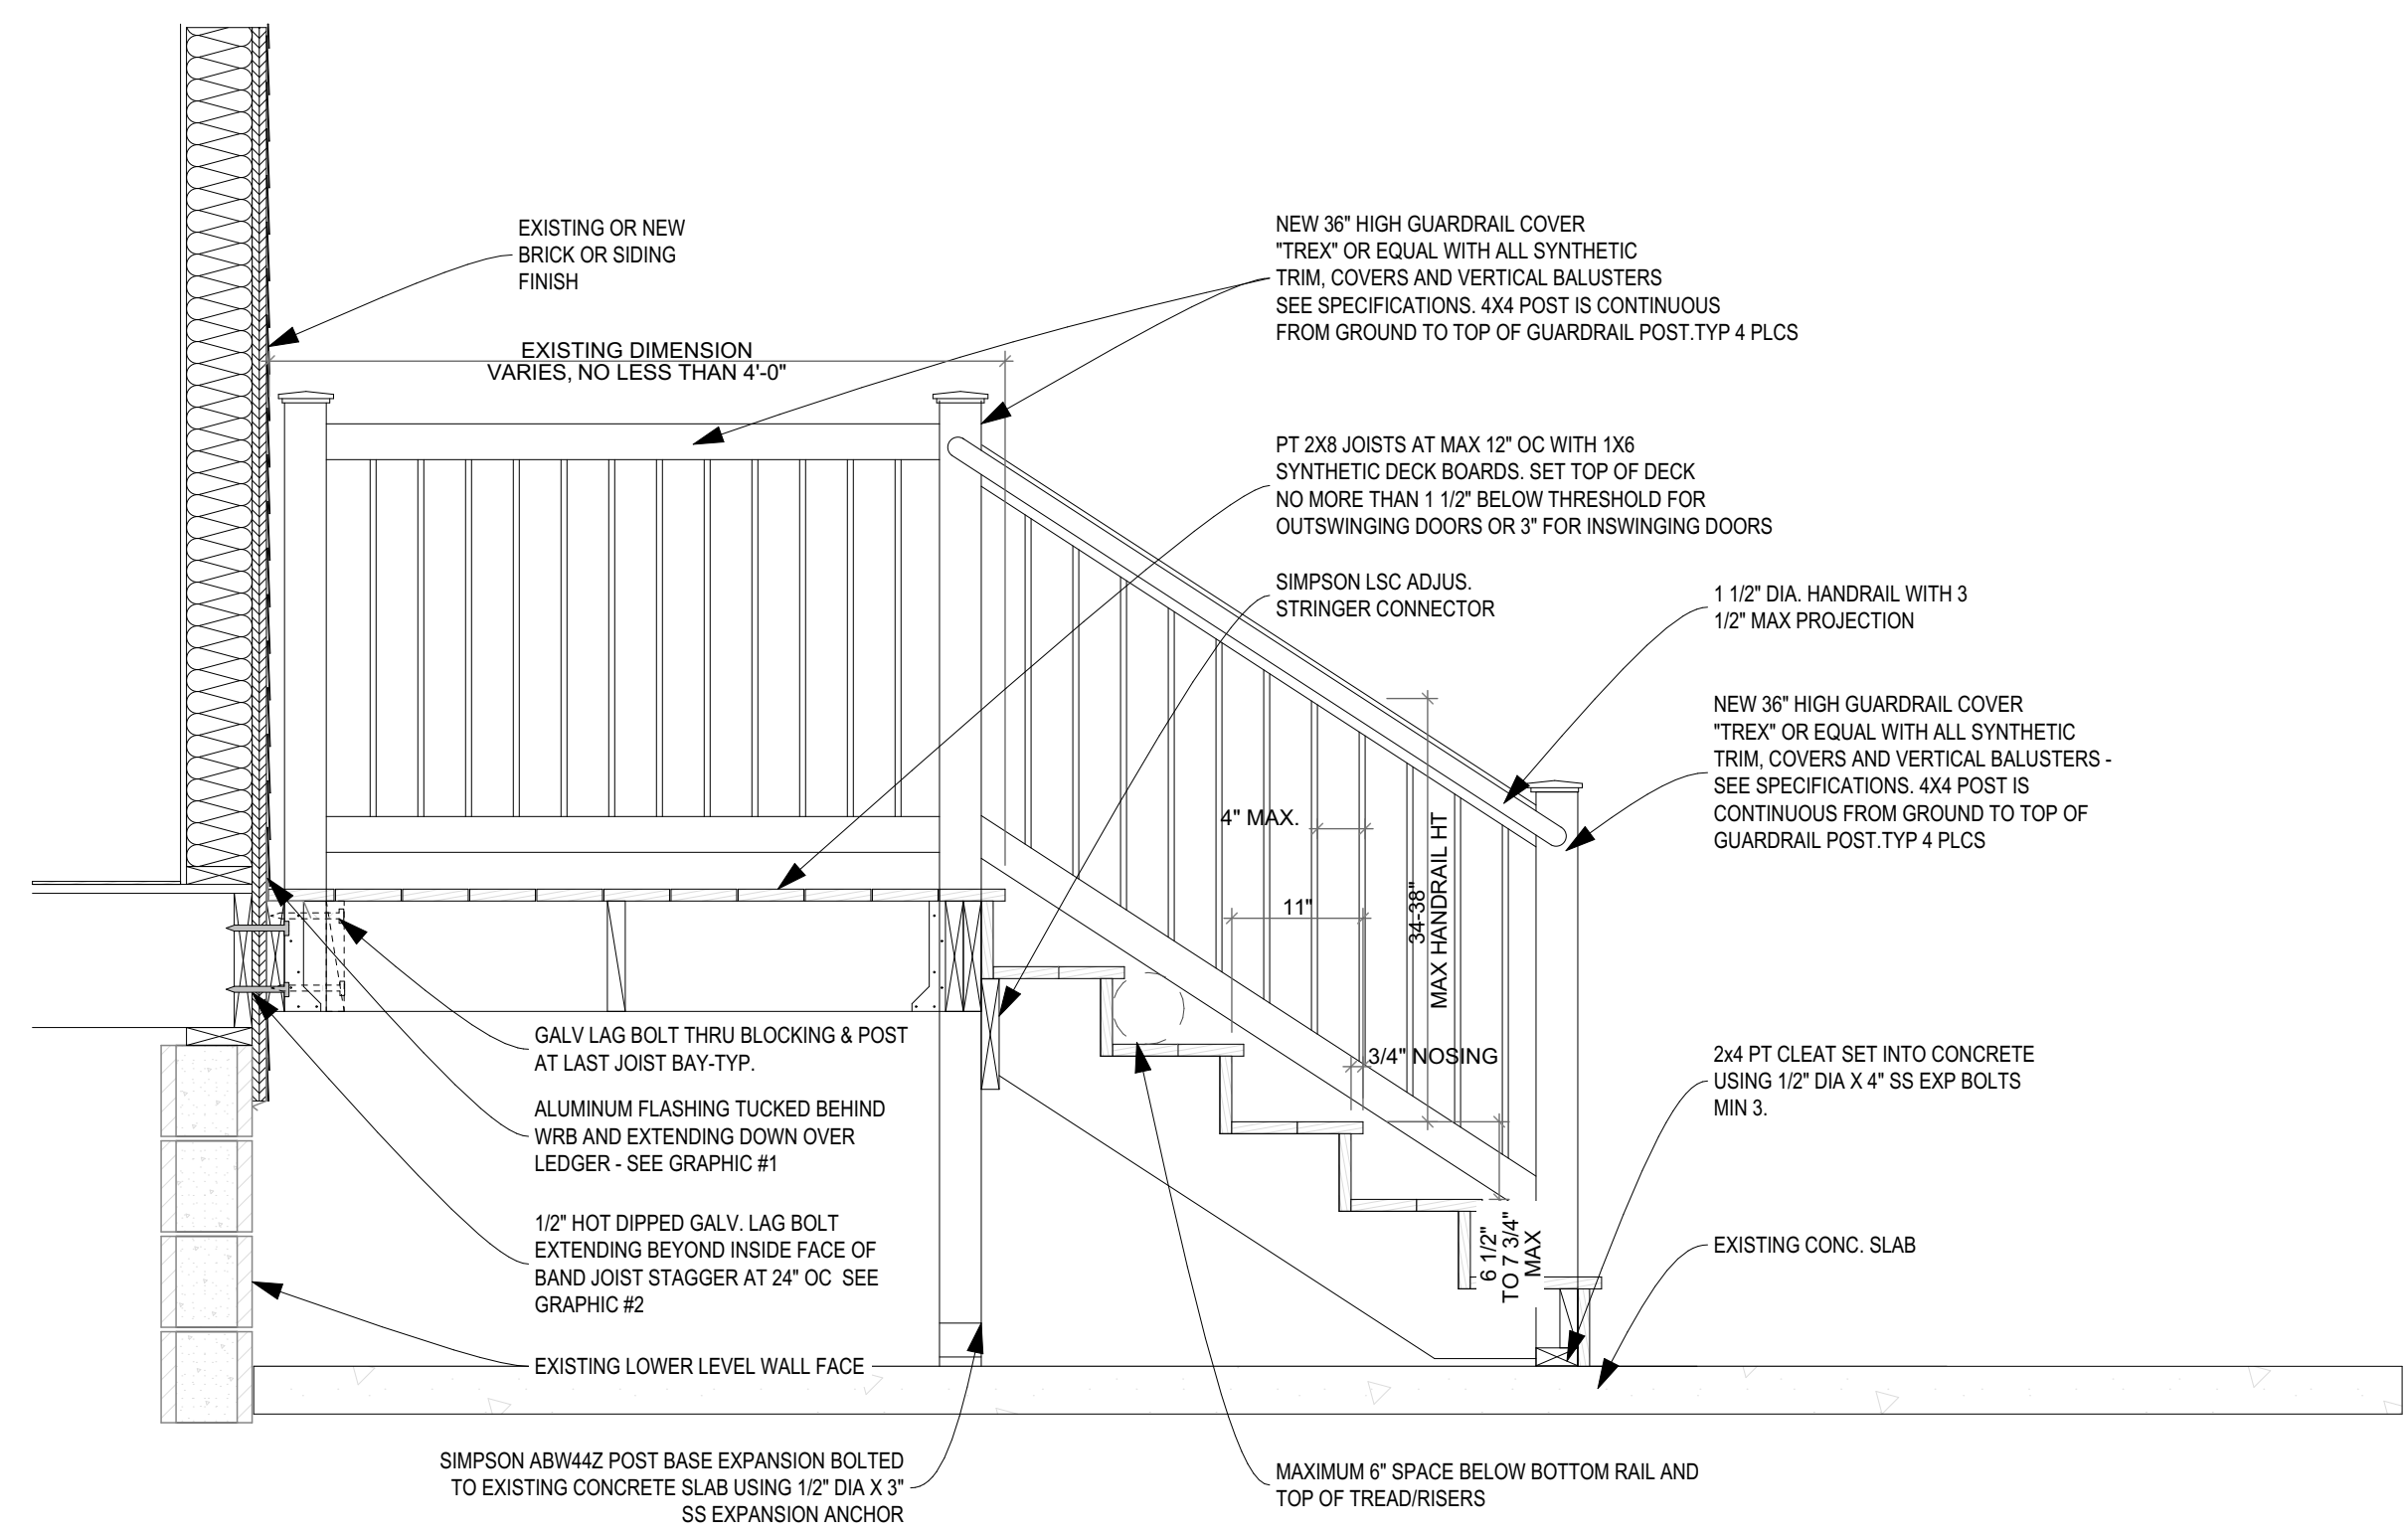 EXISTING OR NEW
BRICK OR SIDING
FINISH
EXISTING DIMENSION
VARIES, NO LESS THAN 4'-0"
NEW 36" HIGH GUARDRAIL COVER
"TREX" OR EQUAL WITH ALL SYNTHETIC
TRIM, COVERS AND VERTICAL BALUSTERS
SEE SPECIFICATIONS. 4X4 POST IS CONTINUOUS
FROM GROUND TO TOP OF GUARDRAIL POST.TYP 4 PLCS
PT 2X8 JOISTS AT MAX 12" OC WITH 1X6
SYNTHETIC DECK BOARDS. SET TOP OF DECK
NO MORE THAN 1 1/2" BELOW THRESHOLD FOR
OUTSWINGING DOORS OR 3" FOR INSWINGING DOORS
SIMPSON LSC ADJUS.
STRINGER CONNECTOR
1 1/2" DIA. HANDRAIL WITH 3
1/2" MAX PROJECTION
NEW 36" HIGH GUARDRAIL COVER
"TREX" OR EQUAL WITH ALL SYNTHETIC
TRIM, COVERS AND VERTICAL BALUSTERS -
SEE SPECIFICATIONS. 4X4 POST IS
CONTINUOUS FROM GROUND TO TOP OF
GUARDRAIL POST.TYP 4 PLCS
4" MAX.
11"
34-38"
MAX HANDRAIL HT
3/4" NOSING
6 1/2"
TO 7 3/4"
MAX
GALV LAG BOLT THRU BLOCKING & POST
AT LAST JOIST BAY-TYP.
ALUMINUM FLASHING TUCKED BEHIND
WRB AND EXTENDING DOWN OVER
LEDGER - SEE GRAPHIC #1
1/2" HOT DIPPED GALV. LAG BOLT
EXTENDING BEYOND INSIDE FACE OF
BAND JOIST STAGGER AT 24" OC SEE
GRAPHIC #2
EXISTING LOWER LEVEL WALL FACE
2x4 PT CLEAT SET INTO CONCRETE
USING 1/2" DIA X 4" SS EXP BOLTS
MIN 3.
EXISTING CONC. SLAB
SIMPSON ABW44Z POST BASE EXPANSION BOLTED
TO EXISTING CONCRETE SLAB USING 1/2" DIA X 3"
SS EXPANSION ANCHOR
MAXIMUM 6" SPACE BELOW BOTTOM RAIL AND
TOP OF TREAD/RISERS